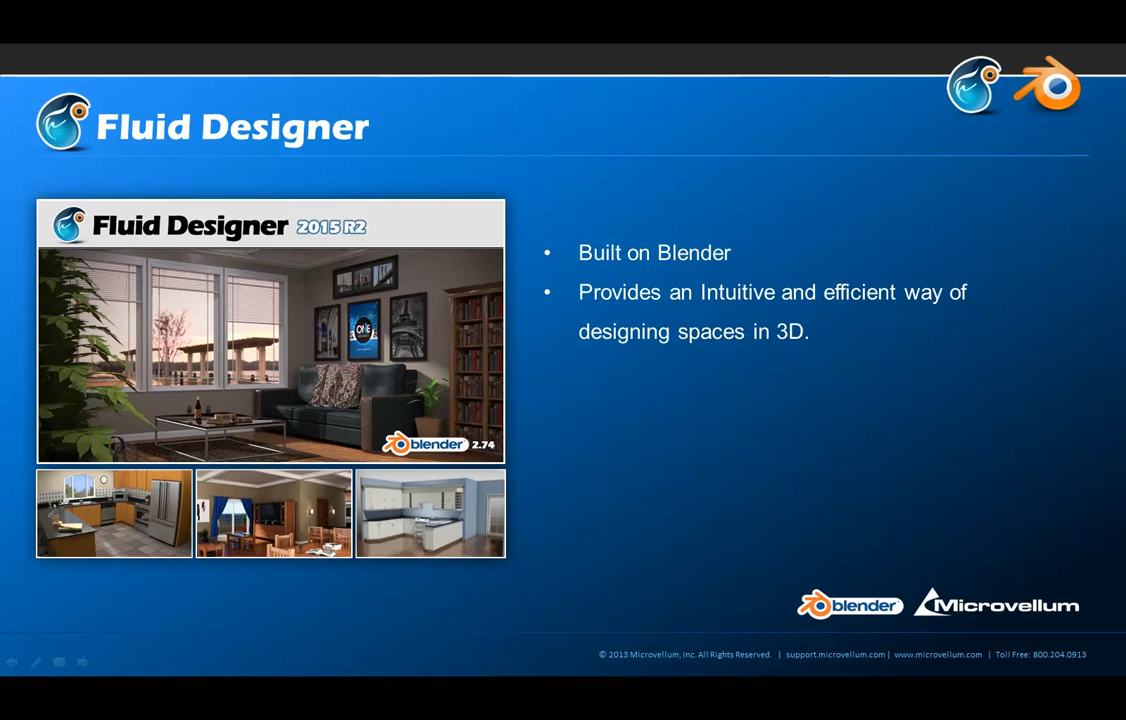 Fluid Designer
Fluid Designer 2015 R2
ONE
blender 2.74
• Built on Blender
• Provides an Intuitive and efficient way of
designing spaces in 3D.
blender Microvellum
© 2013 Microvellum, Inc. All Rights Reserved. | support.microvellum.com | www.microvellum.com | Toll Free: 800.204.0913